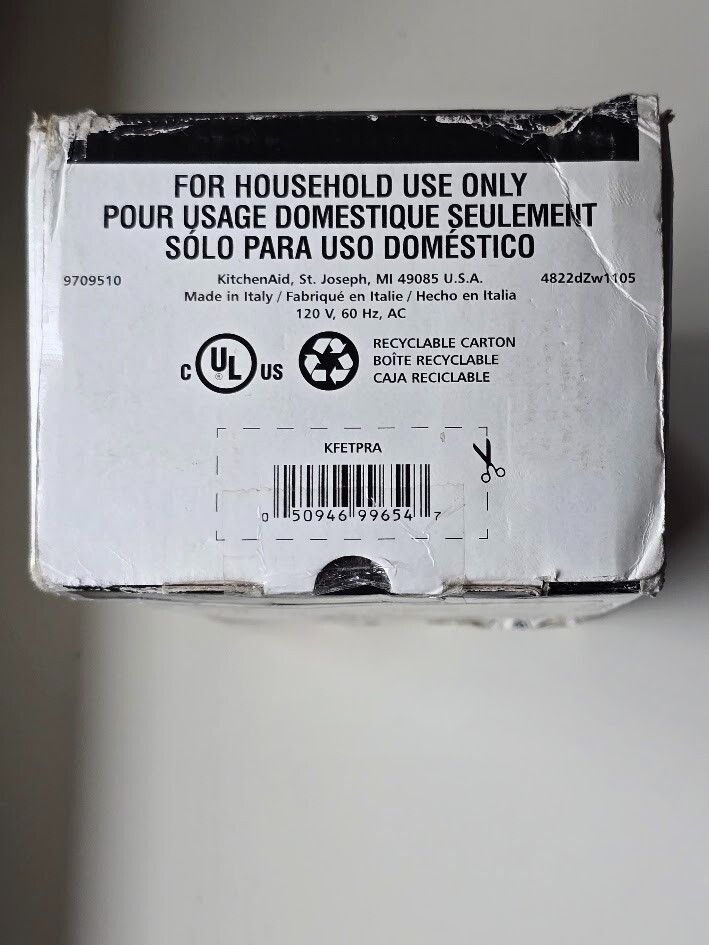 FOR HOUSEHOLD USE ONLY
POUR USAGE DOMESTIQUE SEULEMENT
SÓLO PARA USO DOMÉSTICO
9709510
KitchenAid, St. Joseph, MI 49085 U.S.A.
4822dZw1105
Made in Italy / Fabriqué en Italie / Hecho en Italia
120 V, 60 Hz, AC
C UL ® US
RECYCLABLE CARTON
BOÎTE RECYCLABLE
CAJA RECICLABLE
KFETPRA
0 50946 99654 7